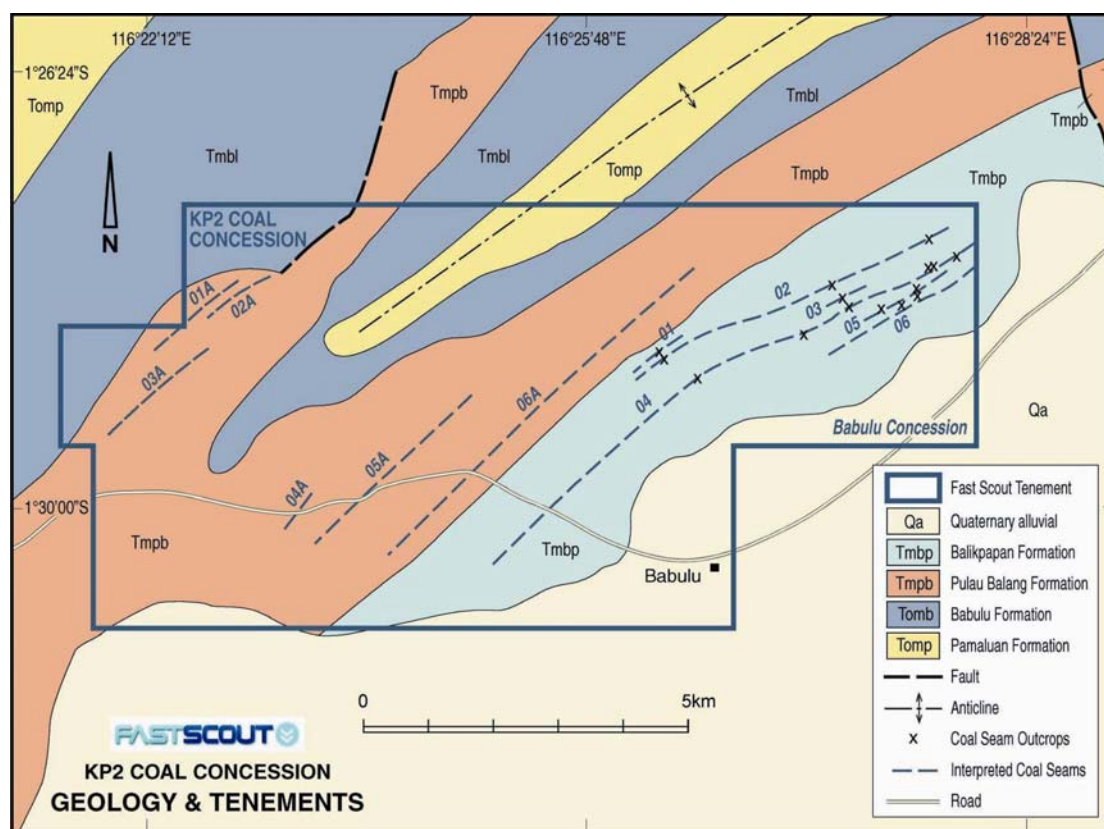 116°22'12"E
116°25'48"E
116°28'24"E
1°26'24"S
Tomp
Tmbl
Tmpb
Tmbl
Tmbl
Tomp
Tmpb
Tmpb
Tmbp
N
KP2 COAL
CONCESSION
01A
02A
03A
01
02
03
05
06
04
06A
05A
04A
Babulu Concession
Qa
1°30'00"S
Tmpb
Tmbp
Babulu
0
5km
FASTSCOUT
KP2 COAL CONCESSION
GEOLOGY & TENEMENTS
Fast Scout Tenement
Qa Quaternary alluvial
Tmbp Balikpapan Formation
Tmpb Pulau Balang Formation
Tomb Babulu Formation
Tomp Pamaluan Formation
Fault
Anticline
x Coal Seam Outcrops
Interpreted Coal Seams
Road